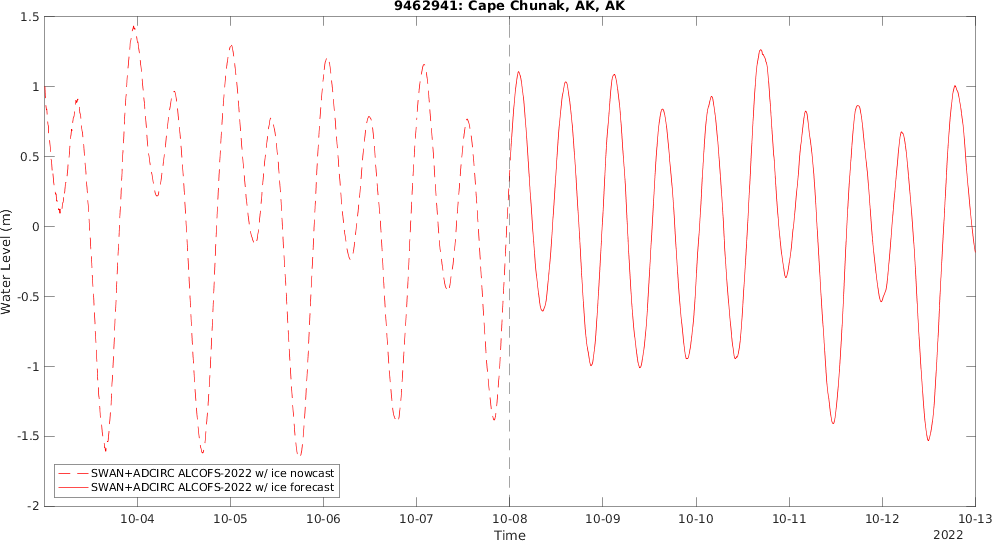 9462941: Cape Chunak, AK, AK
1.5
1
0.5
0
-0.5
-1
-1.5
-2
Water Level (m)
SWAN+ADCIRC ALCOFS-2022 w/ ice nowcast
SWAN+ADCIRC ALCOFS-2022 w/ ice forecast
10-04 10-05 10-06 10-07 10-08 10-09 10-10 10-11 10-12 10-13
Time
2022